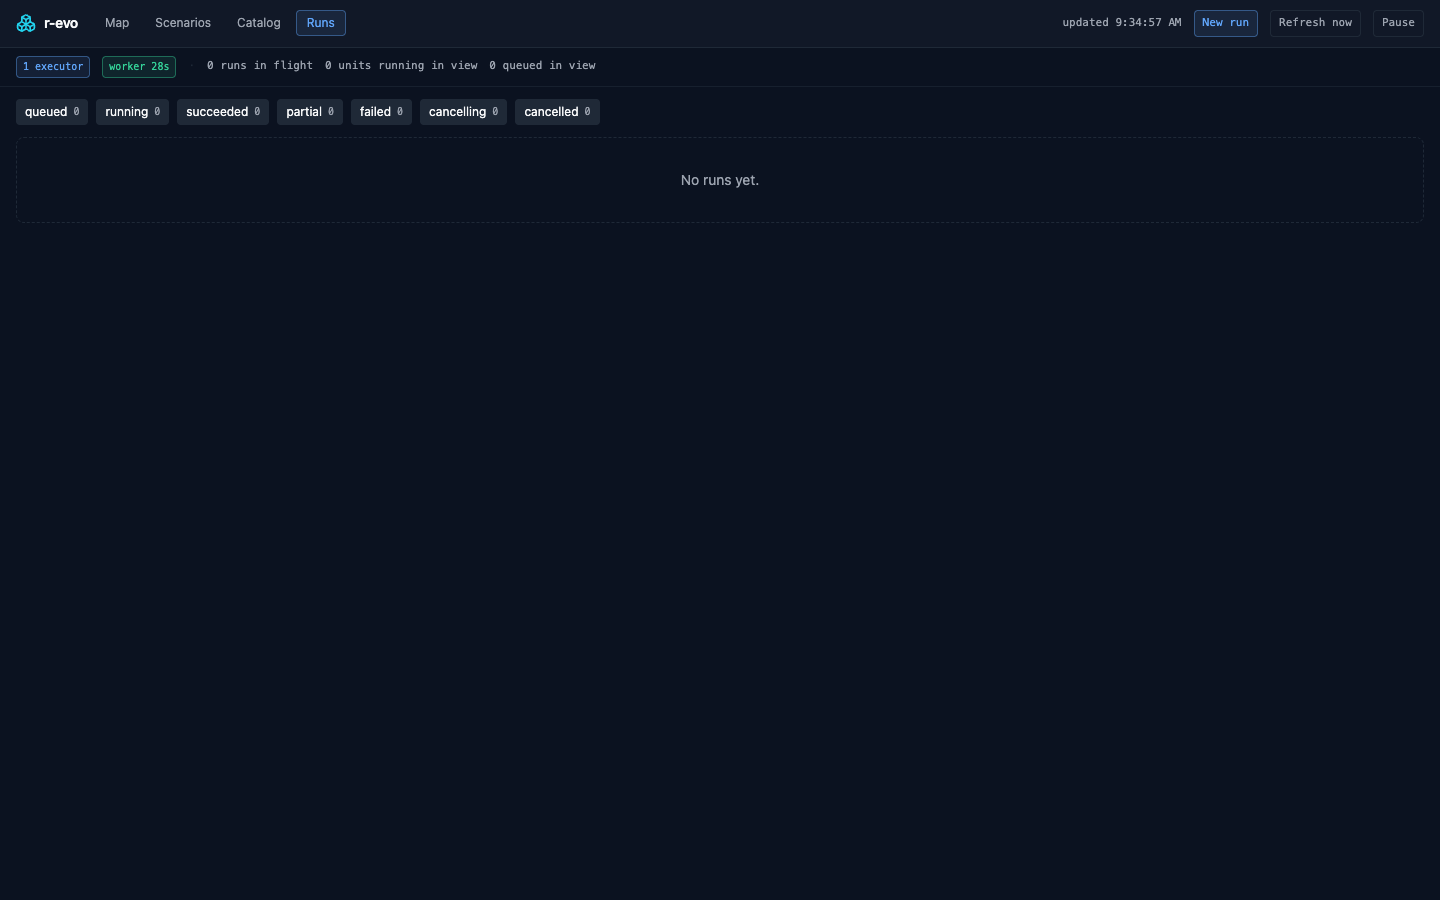 r-evo Map Scenarios Catalog Runs updated 9:34:57 AM New run Refresh now Pause
1 executor worker 28s · 0 runs in flight 0 units running in view 0 queued in view
queued 0 running 0 succeeded 0 partial 0 failed 0 cancelling 0 cancelled 0
No runs yet.